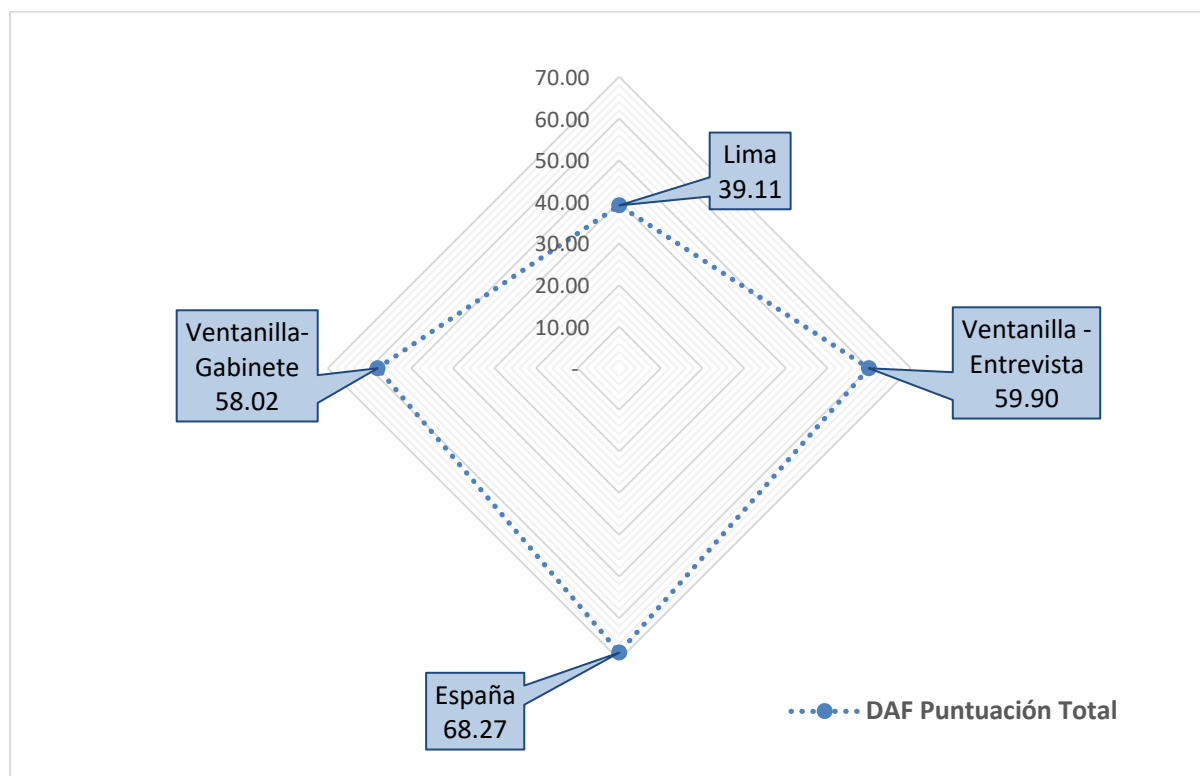 70.00
60.00
50.00
40.00
30.00
20.00
10.00
-
Lima
39.11
Ventanilla -
Entrevista
59.90
España
68.27
Ventanilla-
Gabinete
58.02
DAF Puntuación Total